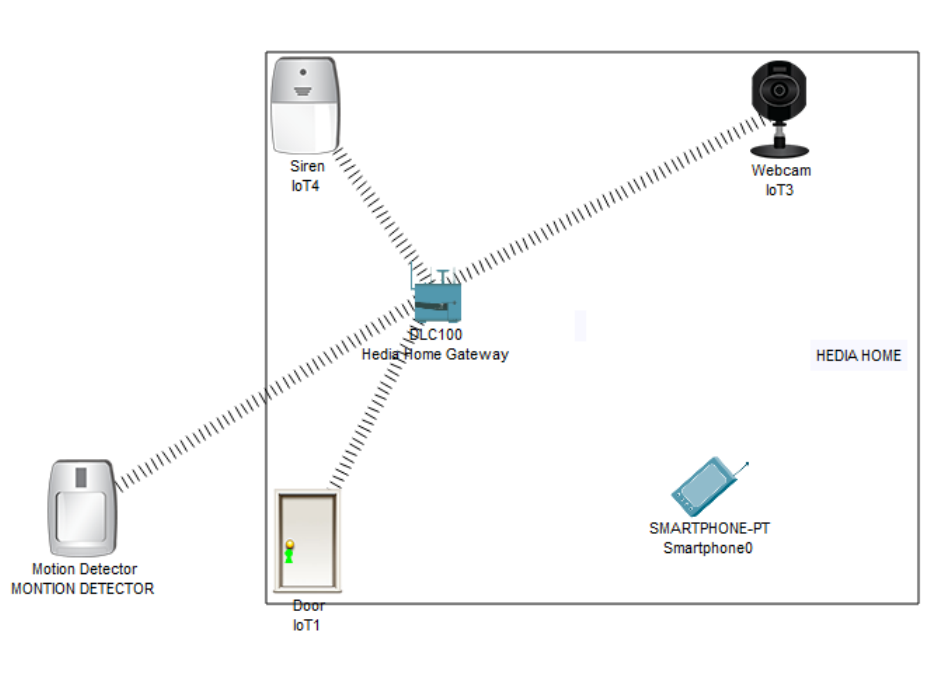 Siren
IoT4
Webcam
IoT3
DLC100
Hedia Home Gateway
HEDIA HOME
SMARTPHONE-PT
Smartphone0
Motion Detector
MONTION DETECTOR
Door
IoT1